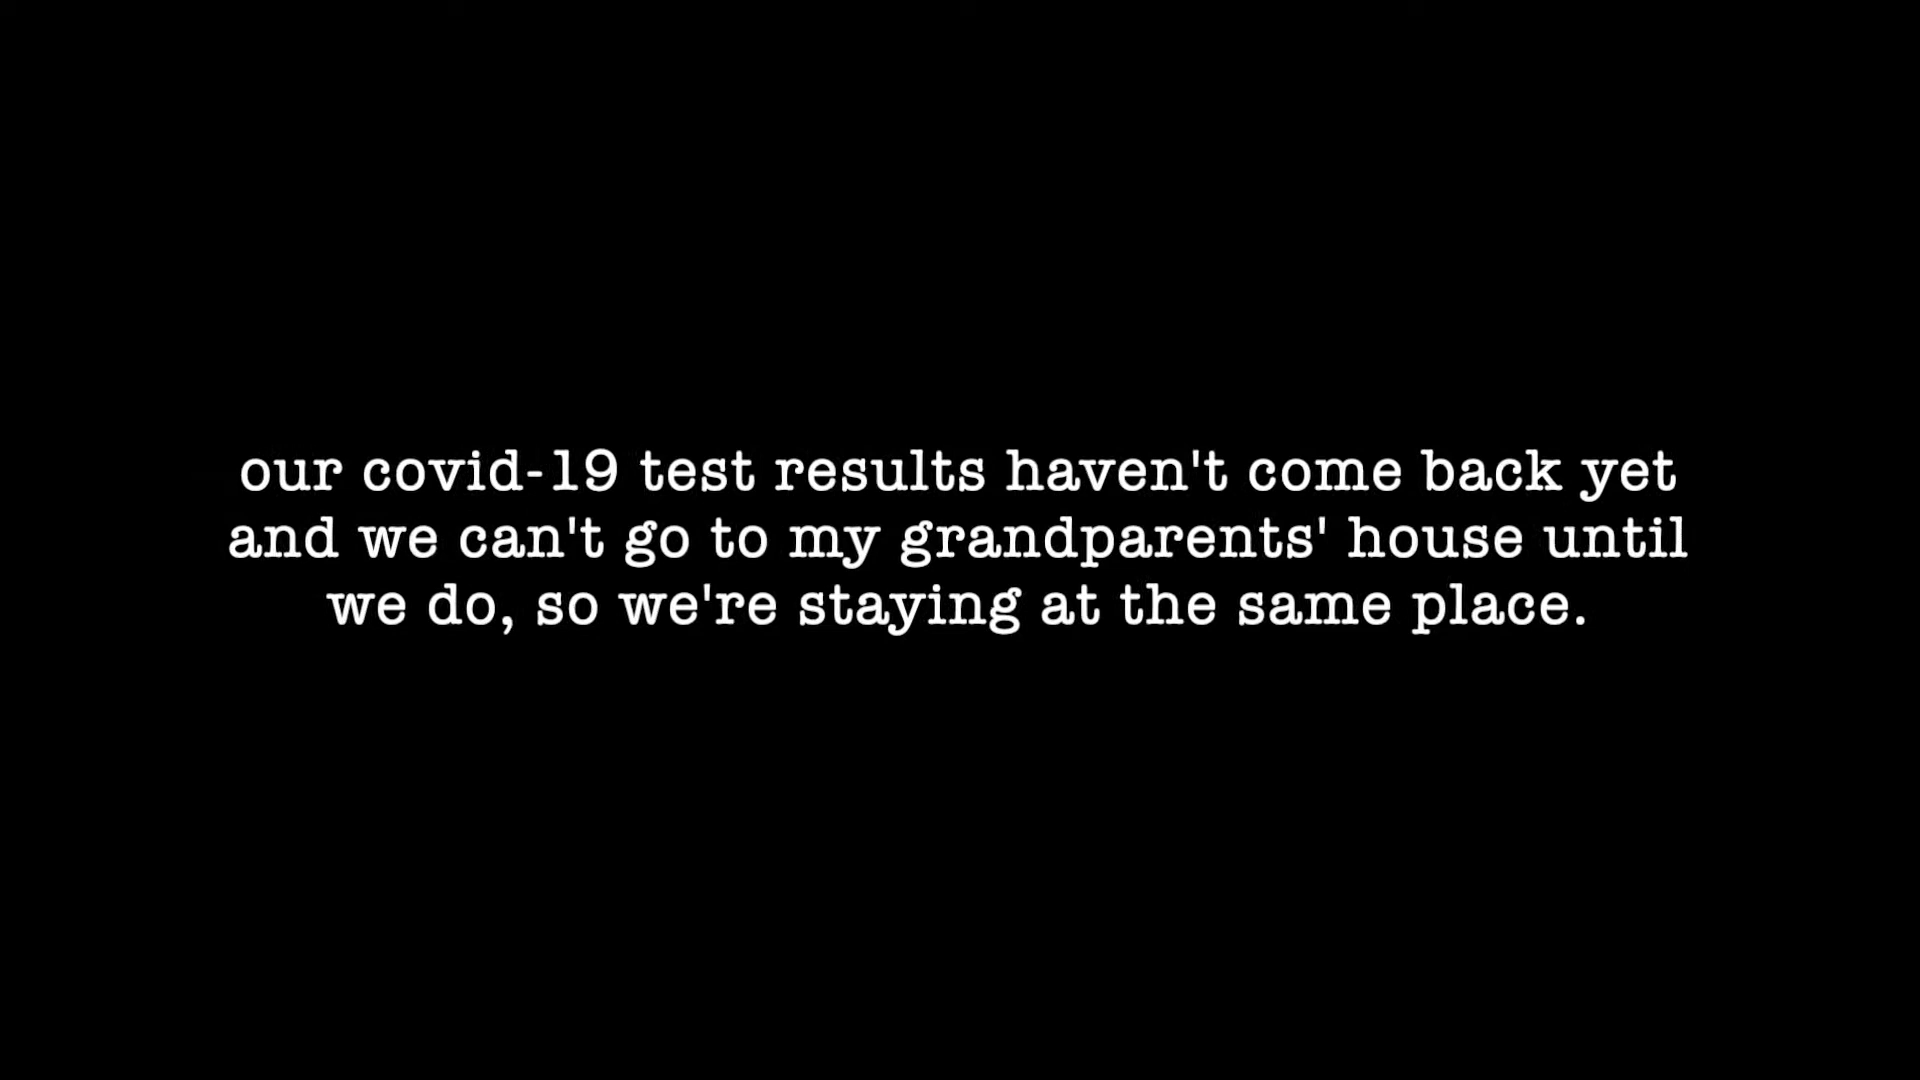 our covid-19 test results haven't come back yet
and we can't go to my grandparents' house until
we do, so we're staying at the same place.